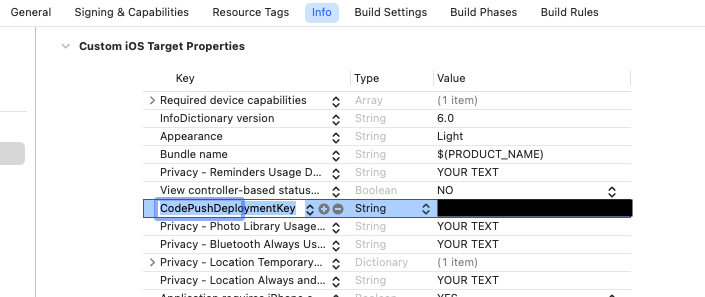 General Signing & Capabilities Resource Tags Info Build Settings Build Phases Build Rules
Custom iOS Target Properties
Key Type Value
Required device capabilities Array (1 item)
InfoDictionary version String 6.0
Appearance String Light
Bundle name String $(PRODUCT_NAME)
Privacy - Reminders Usage D... String YOUR TEXT
View controller-based status... Boolean NO
CodePushDeploymentKey String
Privacy - Photo Library Usage... String YOUR TEXT
Privacy - Bluetooth Always Us... String YOUR TEXT
Privacy - Location Temporary... Dictionary (1 item)
Privacy - Location Always and... String YOUR TEXT
Application requires iPhone e... Boolean YES